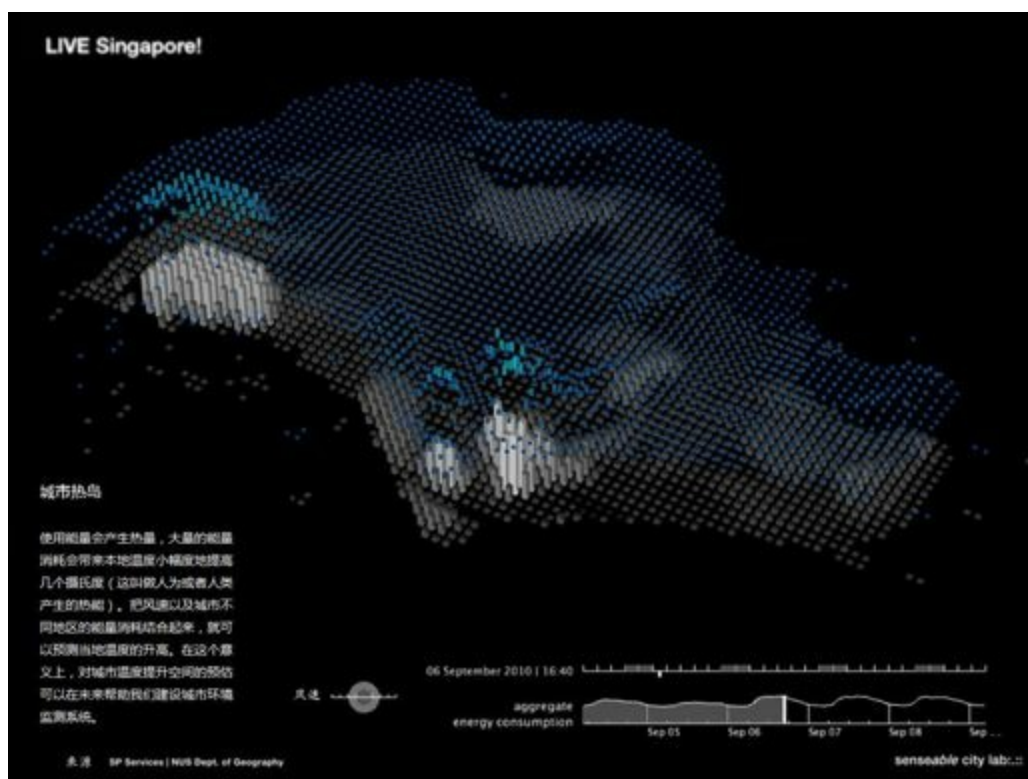 LIVE Singapore!
城市热岛
使用能量会产生热量，大量的能量
消耗会带来本地温度小幅度地提高
几个摄氏度（这叫做人为或者人类
产生的热能）。把风速以及城市不
同地区的能量消耗结合起来，就可
以预测当地温度的升高。在这个意
义上，对城市温度提升空间的预估
可以在未来帮助我们建设城市环境
监测系统。
风速
06 September 2010 | 16:40
aggregate
energy consumption
Sep 05 Sep 06 Sep 07 Sep 08 Sep ...
来源 SP Services | NUS Dept. of Geography
senseable city lab:.::